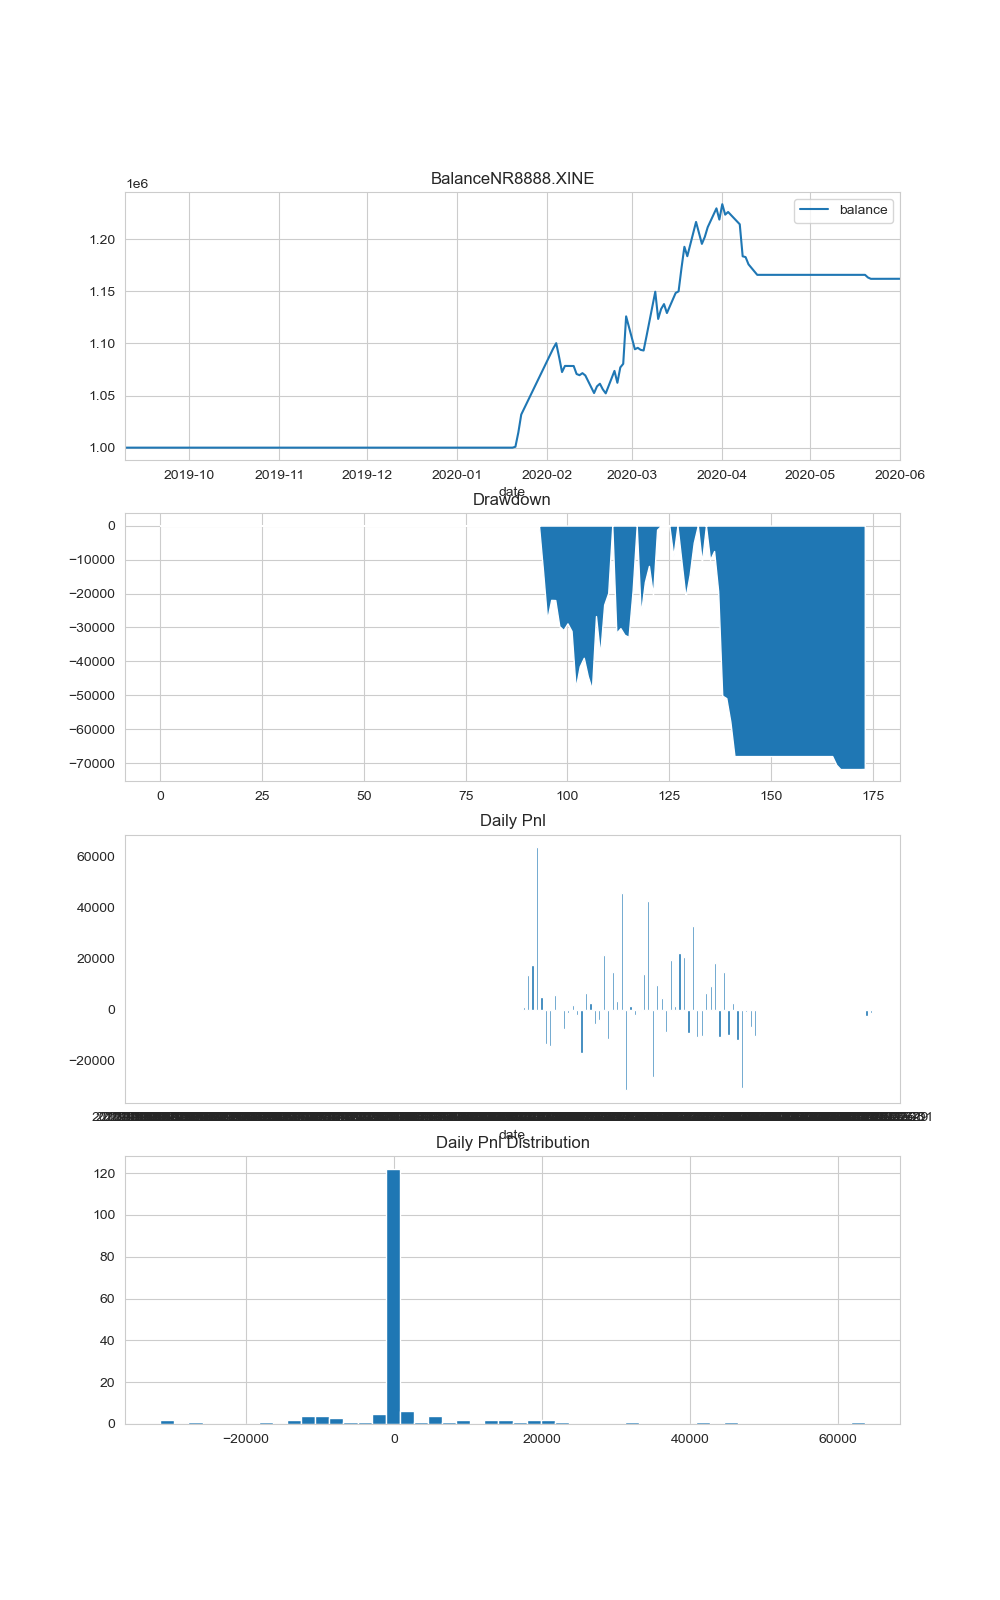 BalanceNR8888.XINE
1e6
balance
1.20
1.15
1.10
1.05
1.00
2019-10 2019-11 2019-12 2020-01 2020-02 2020-03 2020-04 2020-05 2020-06
date
Drawdown
0
−10000
−20000
−30000
−40000
−50000
−60000
−70000
0 25 50 75 100 125 150 175
Daily Pnl
60000
40000
20000
0
−20000
date
Daily Pnl Distribution
120
100
80
60
40
20
0
−20000 0 20000 40000 60000